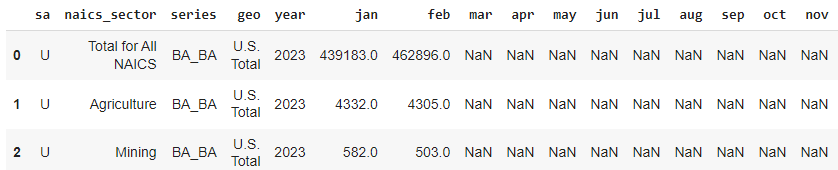 sa naics_sector series geo year jan feb mar apr may jun jul aug sep oct nov
0 U Total for All NAICS BA_BA U.S. Total 2023 439183.0 462896.0 NaN NaN NaN NaN NaN NaN NaN NaN NaN
1 U Agriculture BA_BA U.S. Total 2023 4332.0 4305.0 NaN NaN NaN NaN NaN NaN NaN NaN NaN
2 U Mining BA_BA U.S. Total 2023 582.0 503.0 NaN NaN NaN NaN NaN NaN NaN NaN NaN